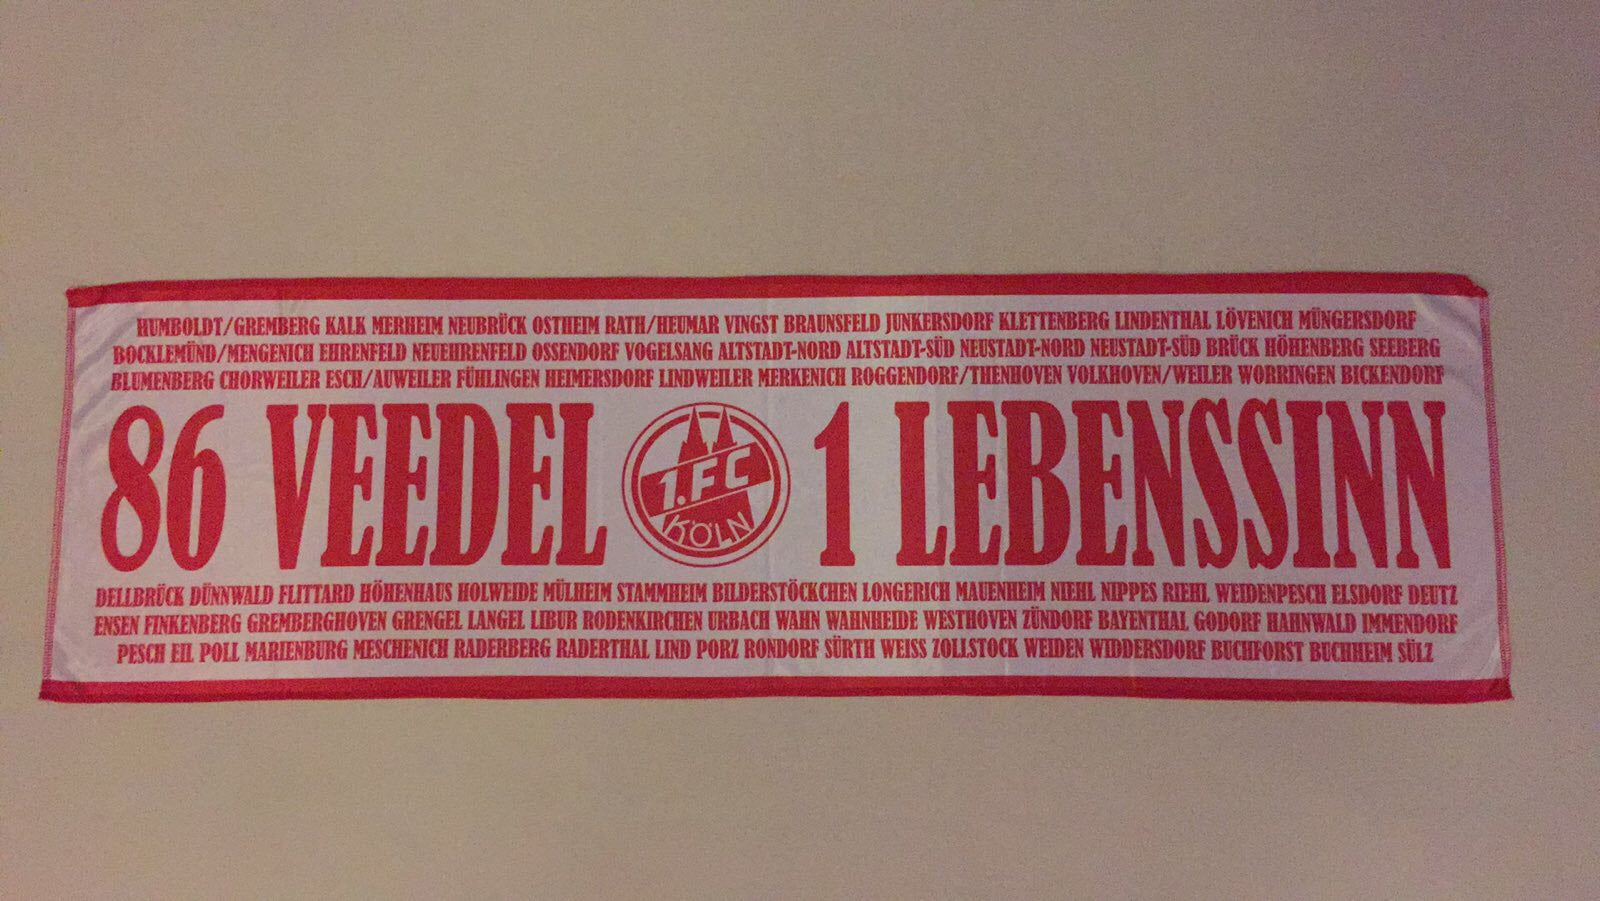 HUMBOLDT/GREMBERG KALK MERHEIM NEUBRÜCK OSTHEIM RATH/HEUMAR VINGST BRAUNSFELD JUNKERSDORF KLETTENBERG LINDENTHAL LÖVENICH MÜNGERSDORF
BOCKLEMÜND/MENGENICH EHRENFELD NEUEHRENFELD OSSENDORF VOGELSANG ALTSTADT-NORD ALTSTADT-SÜD NEUSTADT-NORD NEUSTADT-SÜD BRÜCK HÖHENBERG SEEBERG
BLUMENBERG CHORWEILER ESCH/AUWEILER FÜHLINGEN HEIMERSDORF LINDWEILER MERKENICH ROGGENDORF/THENHOVEN VOLKHOVEN/WEILER WORRINGEN BICKENDORF
86 VEEDEL 1.FC KÖLN 1 LEBENSSINN
DELLBRÜCK DÜNNWALD FLITTARD HÖHENHAUS HOLWEIDE MÜLHEIM STAMMHEIM BILDERSTÖCKCHEN LONGERICH MAUENHEIM NIEHL NIPPES RIEHL WEIDENPESCH ELSDORF DEUTZ
ENSEN FINKENBERG GREMBERGHOVEN GRENGEL LANGEL LIBUR RODENKIRCHEN URBACH WAHN WAHNHEIDE WESTHOVEN ZÜNDORF BAYENTHAL GODORF HAHNWALD IMMENDORF
PESCH EIL POLL MARIENBURG MESCHENICH RADERBERG RADERTHAL LIND PORZ RONDORF SÜRTH WEISS ZOLLSTOCK WEIDEN WIDDERSDORF BUCHFORST BUCHHEIM SÜLZ